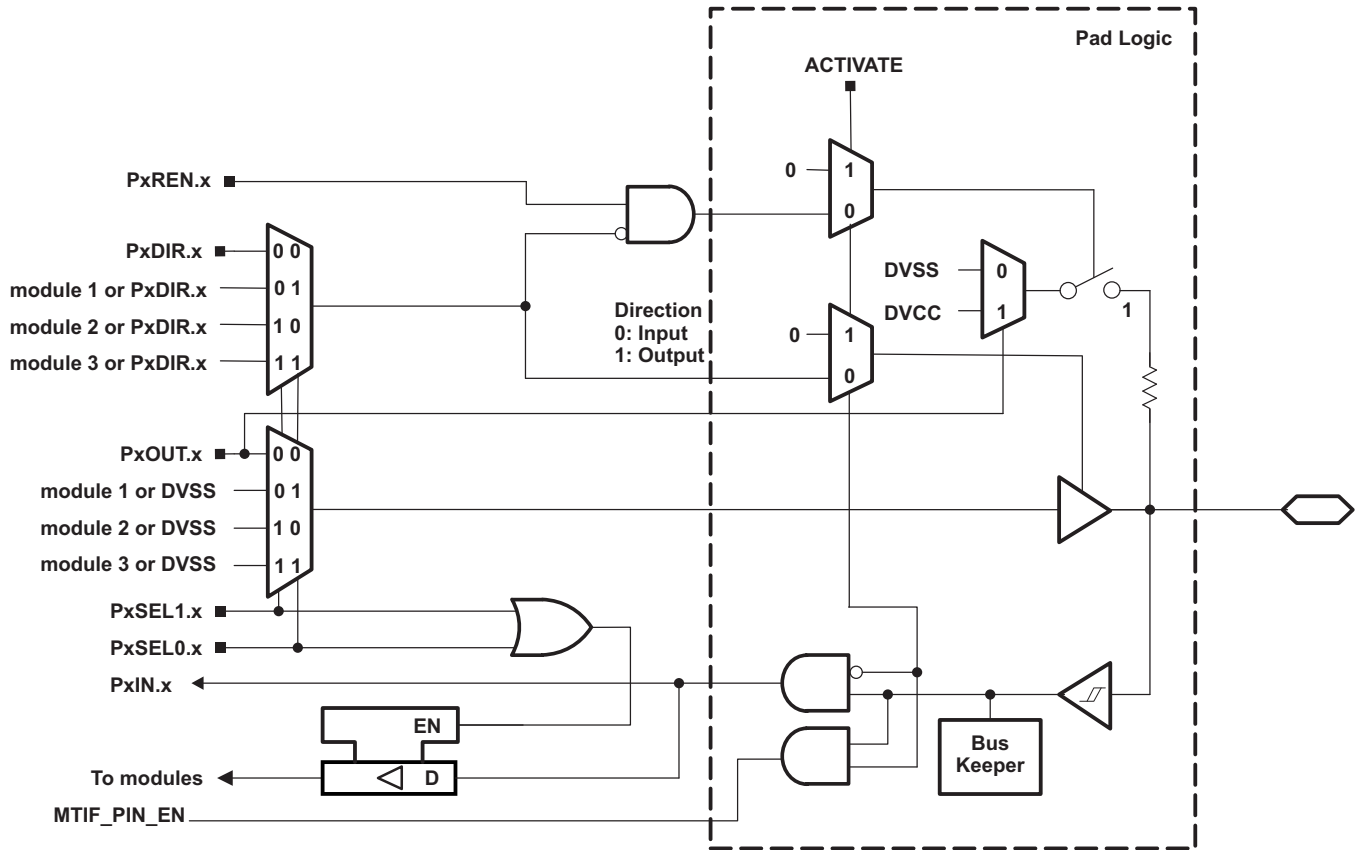 Pad Logic
ACTIVATE
0
1
0
PxREN.x
PxDIR.x
module 1 or PxDIR.x
module 2 or PxDIR.x
module 3 or PxDIR.x
0 0
0 1
1 0
1 1
Direction
0: Input
1: Output
0
1
0
DVSS
DVCC
0
1
1
PxOUT.x
module 1 or DVSS
module 2 or DVSS
module 3 or DVSS
0 0
0 1
1 0
1 1
PxSEL1.x
PxSEL0.x
PxIN.x
EN
D
To modules
MTIF_PIN_EN
Bus
Keeper